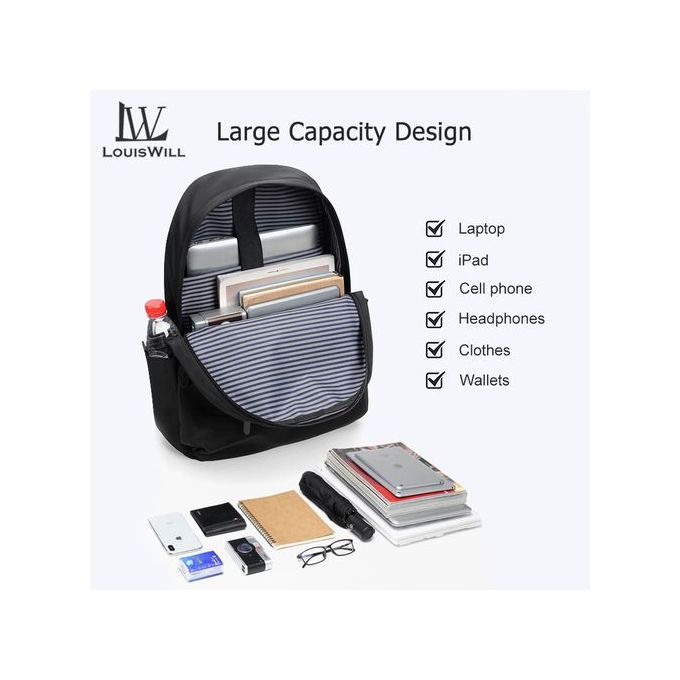 LW
LOUISWILL
Large Capacity Design
Laptop
iPad
Cell phone
Headphones
Clothes
Wallets